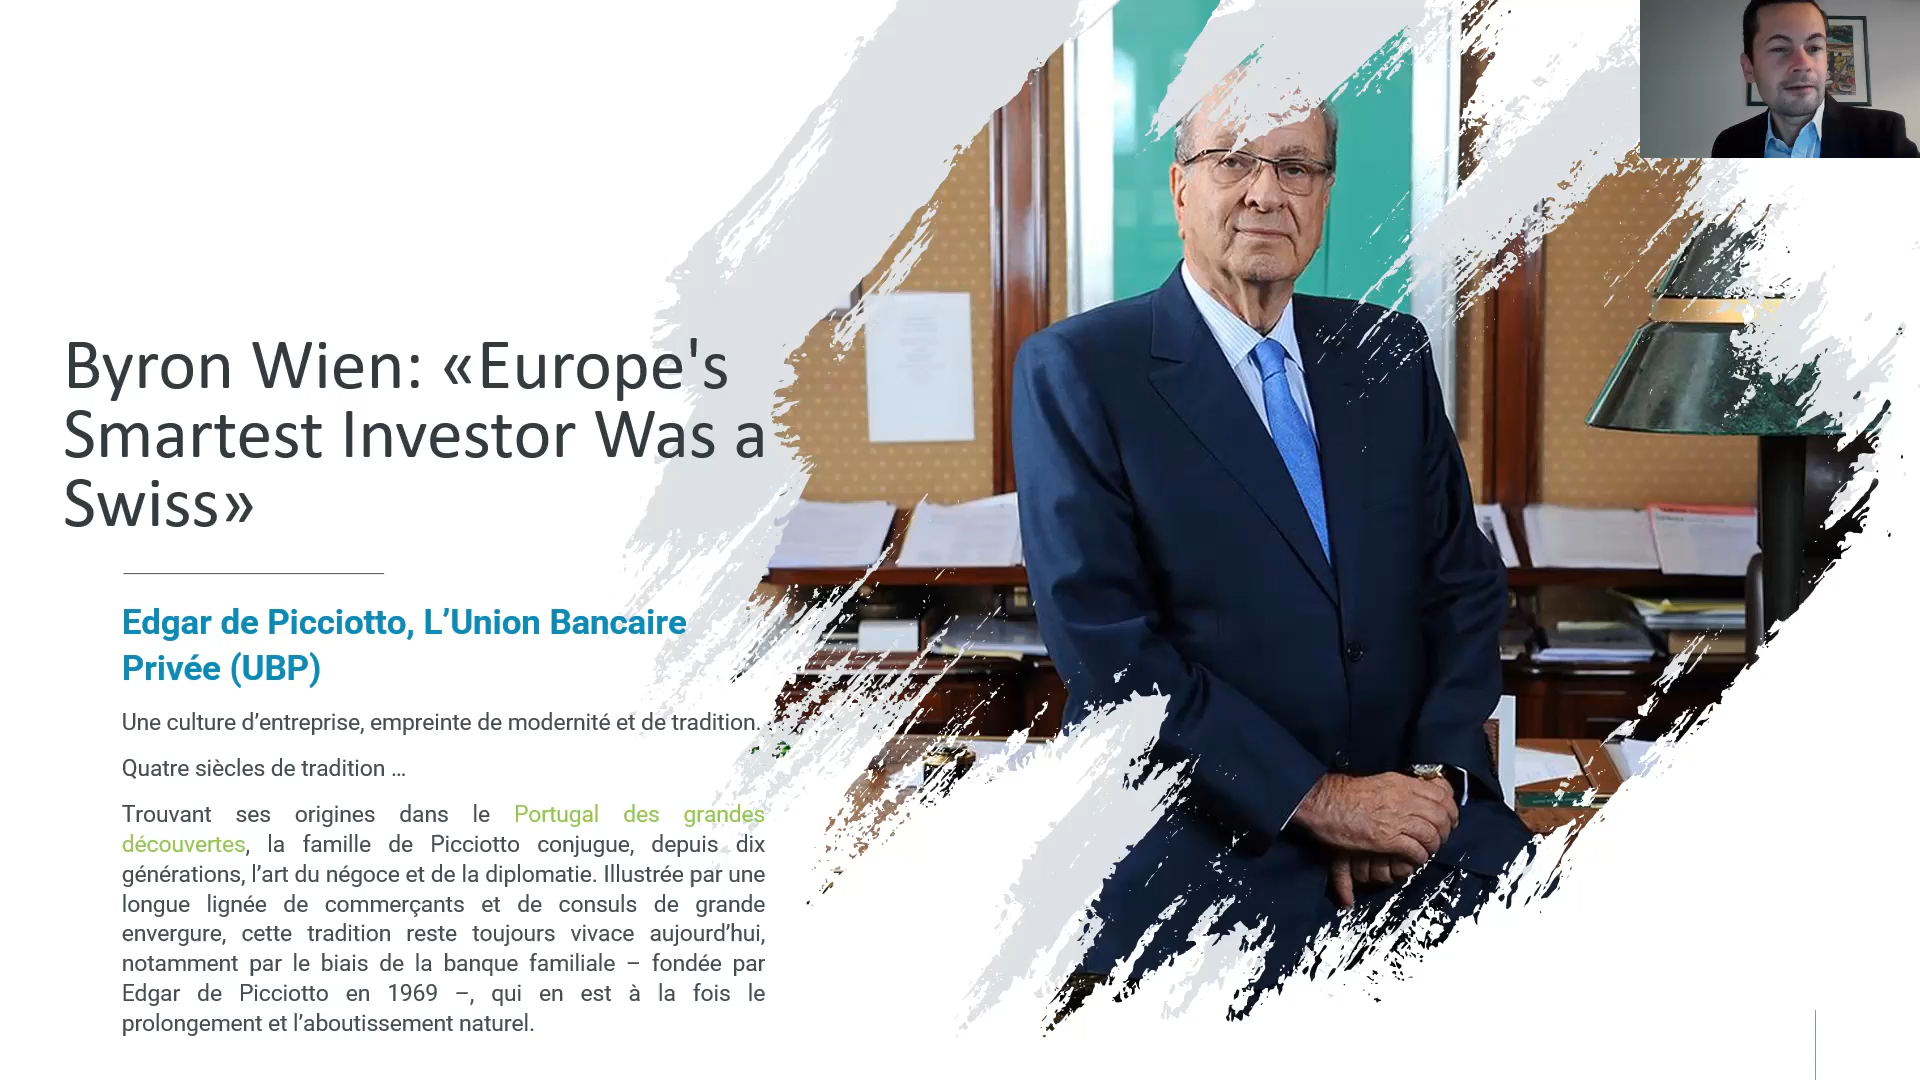 Byron Wien: «Europe's
Smartest Investor Was a
Swiss»
Edgar de Picciotto, L’Union Bancaire
Privée (UBP)
Une culture d’entreprise, empreinte de modernité et de tradition.
Quatre siècles de tradition ...
Trouvant ses origines dans le Portugal des grandes
découvertes, la famille de Picciotto conjugue, depuis dix
générations, l’art du négoce et de la diplomatie. Illustrée par une
longue lignée de commerçants et de consuls de grande
envergure, cette tradition reste toujours vivace aujourd’hui,
notamment par le biais de la banque familiale – fondée par
Edgar de Picciotto en 1969 –, qui en est à la fois le
prolongement et l’aboutissement naturel.